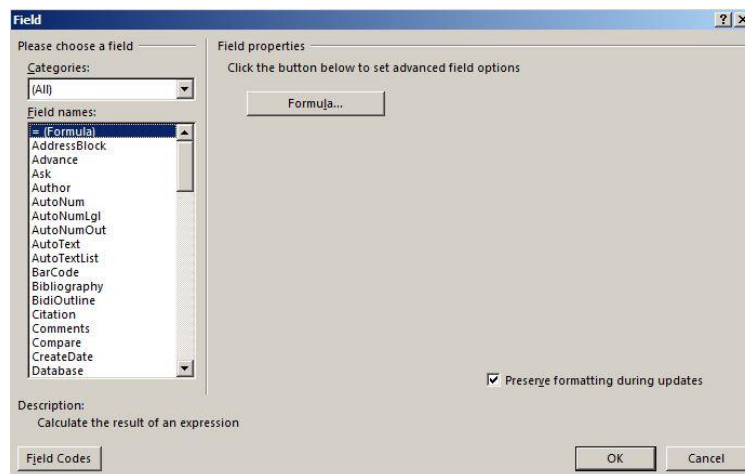 Field
Please choose a field
Categories:
(All)
Field names:
= (Formula)
AddressBlock
Advance
Ask
Author
AutoNum
AutoNumLgl
AutoNumOut
AutoText
AutoTextList
BarCode
Bibliography
BidiOutline
Citation
Comments
Compare
CreateDate
Database
Field properties
Click the button below to set advanced field options
Formula...
Preserve formatting during updates
Description:
Calculate the result of an expression
Field Codes
OK
Cancel